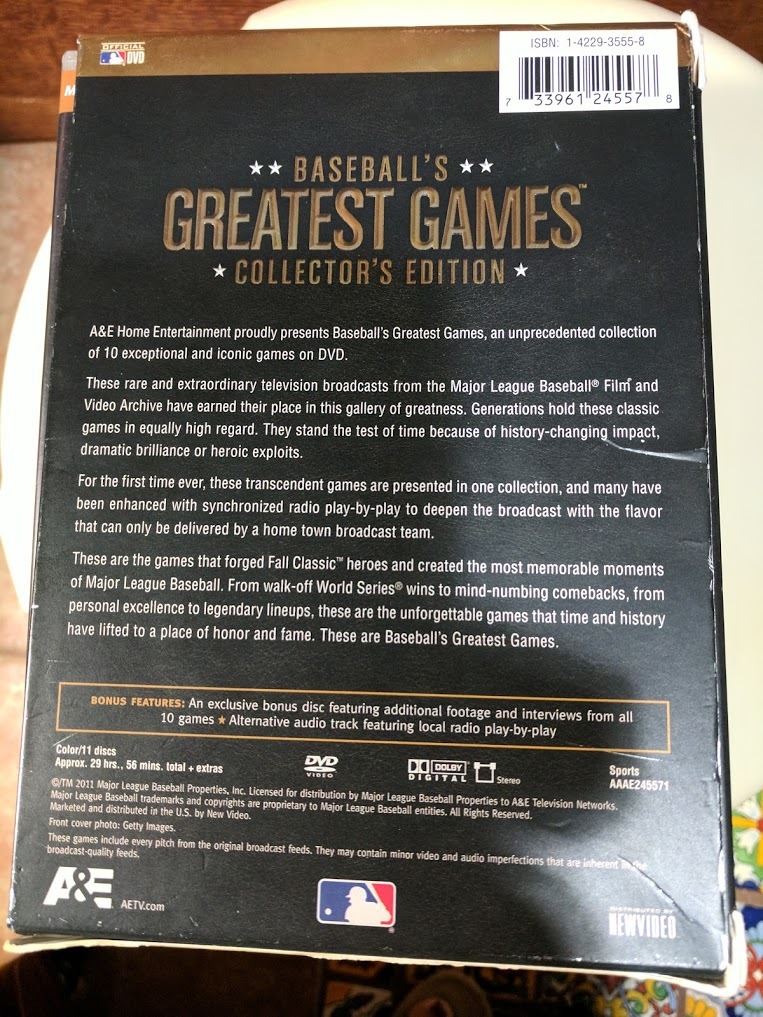 OFFICIAL
DVD
M
ISBN: 1-4229-3555-8
7 33961 24557 8
BASEBALL'S
GREATEST GAMES™
COLLECTOR'S EDITION
A&E Home Entertainment proudly presents Baseball's Greatest Games, an unprecedented collection
of 10 exceptional and iconic games on DVD.
These rare and extraordinary television broadcasts from the Major League Baseball® Film and
Video Archive have earned their place in this gallery of greatness. Generations hold these classic
games in equally high regard. They stand the test of time because of history-changing impact,
dramatic brilliance or heroic exploits.
For the first time ever, these transcendent games are presented in one collection, and many have
been enhanced with synchronized radio play-by-play to deepen the broadcast with the flavor
that can only be delivered by a home town broadcast team.
These are the games that forged Fall Classic™ heroes and created the most memorable moments
of Major League Baseball. From walk-off World Series® wins to mind-numbing comebacks, from
personal excellence to legendary lineups, these are the unforgettable games that time and history
have lifted to a place of honor and fame. These are Baseball's Greatest Games.
BONUS FEATURES: An exclusive bonus disc featuring additional footage and interviews from all
10 games ★ Alternative audio track featuring local radio play-by-play
Color/11 discs
Approx. 29 hrs., 56 mins. total + extras
DVD
VIDEO
DOLBY
DIGITAL
Stereo
Sports
AAAE245571
©/TM 2011 Major League Baseball Properties, Inc. Licensed for distribution by Major League Baseball Properties to A&E Television Networks.
Major League Baseball trademarks and copyrights are proprietary to Major League Baseball entities. All Rights Reserved.
Marketed and distributed in the U.S. by New Video.
Front cover photo: Getty Images.
These games include every pitch from the original broadcast feeds. They may contain minor video and audio imperfections that are inherent in the
broadcast-quality feeds.
A&E
AETV.com
DISTRIBUTED BY
NEWVIDEO